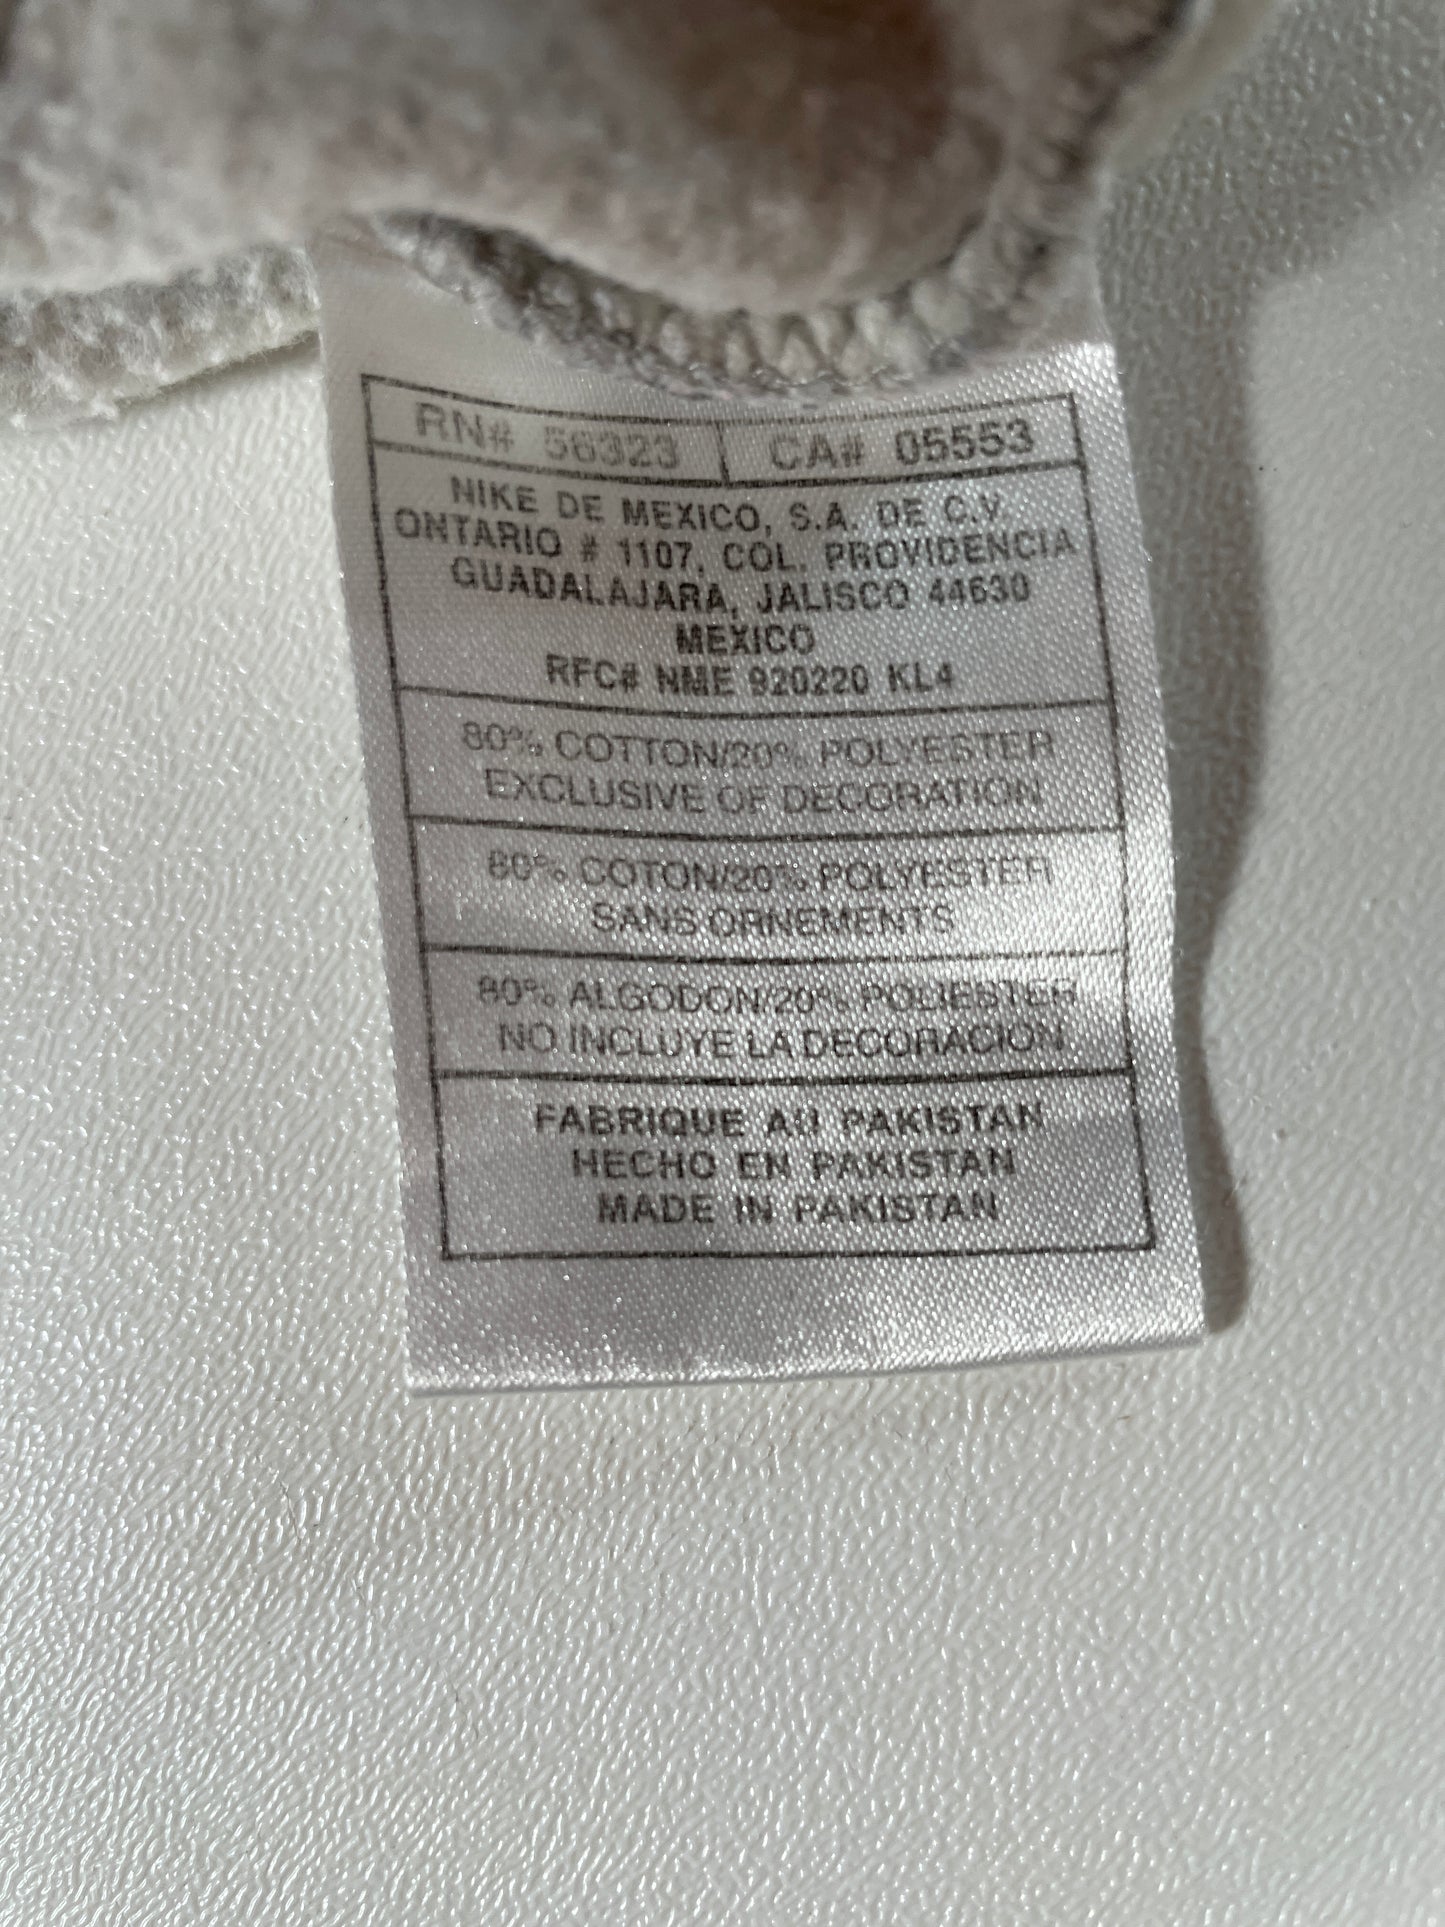 RN# 56323 CA# 05553
NIKE DE MEXICO, S.A. DE C.V.
ONTARIO # 1107, COL. PROVIDENCIA
GUADALAJARA, JALISCO 44630
MEXICO
RFC# NME 920220 KL4
80% COTTON/20% POLYESTER
EXCLUSIVE OF DECORATION
80% COTON/20% POLYESTER
SANS ORNEMENTS
80% ALGODON/20% POLIESTER
NO INCLUYE LA DECORACION
FABRIQUE AU PAKISTAN
HECHO EN PAKISTAN
MADE IN PAKISTAN